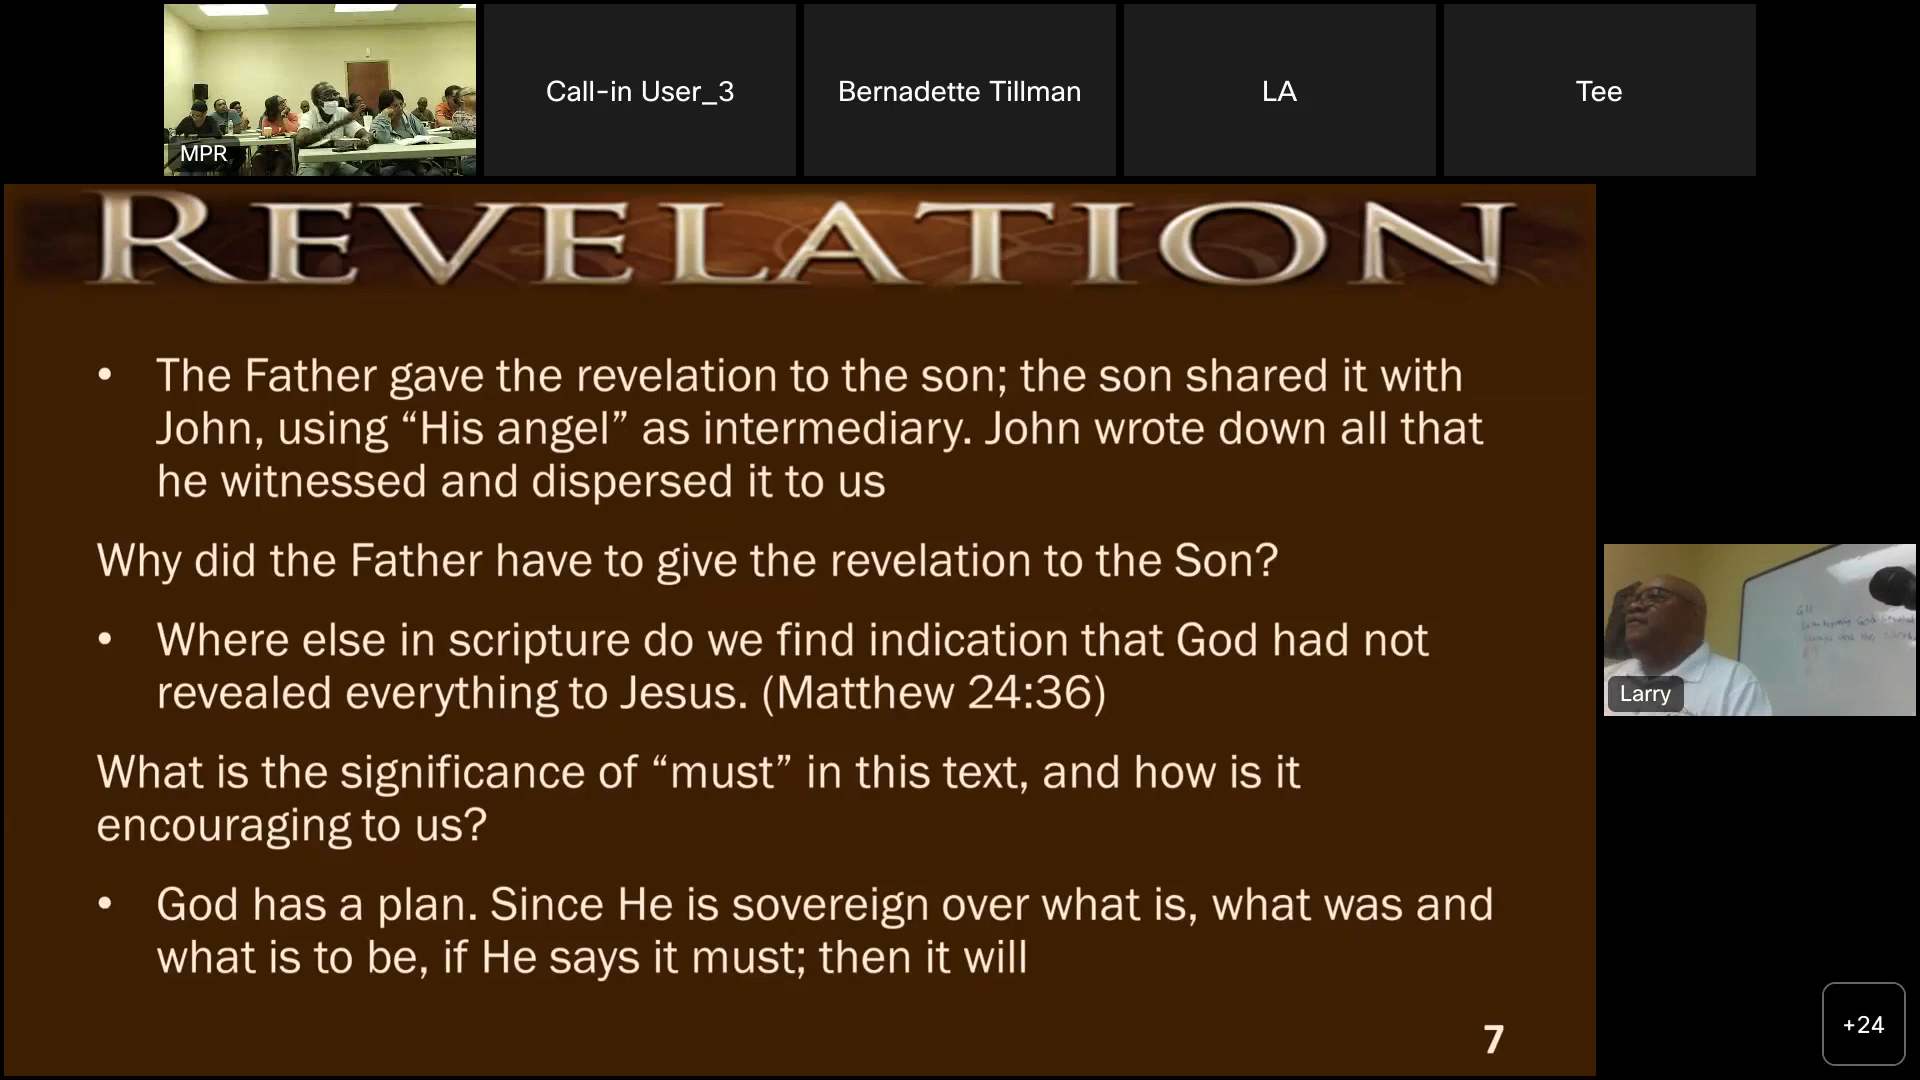 MPR
Call-in User_3
Bernadette Tillman
LA
Tee
REVELATION
• The Father gave the revelation to the son; the son shared it with
John, using “His angel” as intermediary. John wrote down all that
he witnessed and dispersed it to us
Why did the Father have to give the revelation to the Son?
• Where else in scripture do we find indication that God had not
revealed everything to Jesus. (Matthew 24:36)
What is the significance of “must” in this text, and how is it
encouraging to us?
• God has a plan. Since He is sovereign over what is, what was and
what is to be, if He says it must; then it will
7
Larry
+24